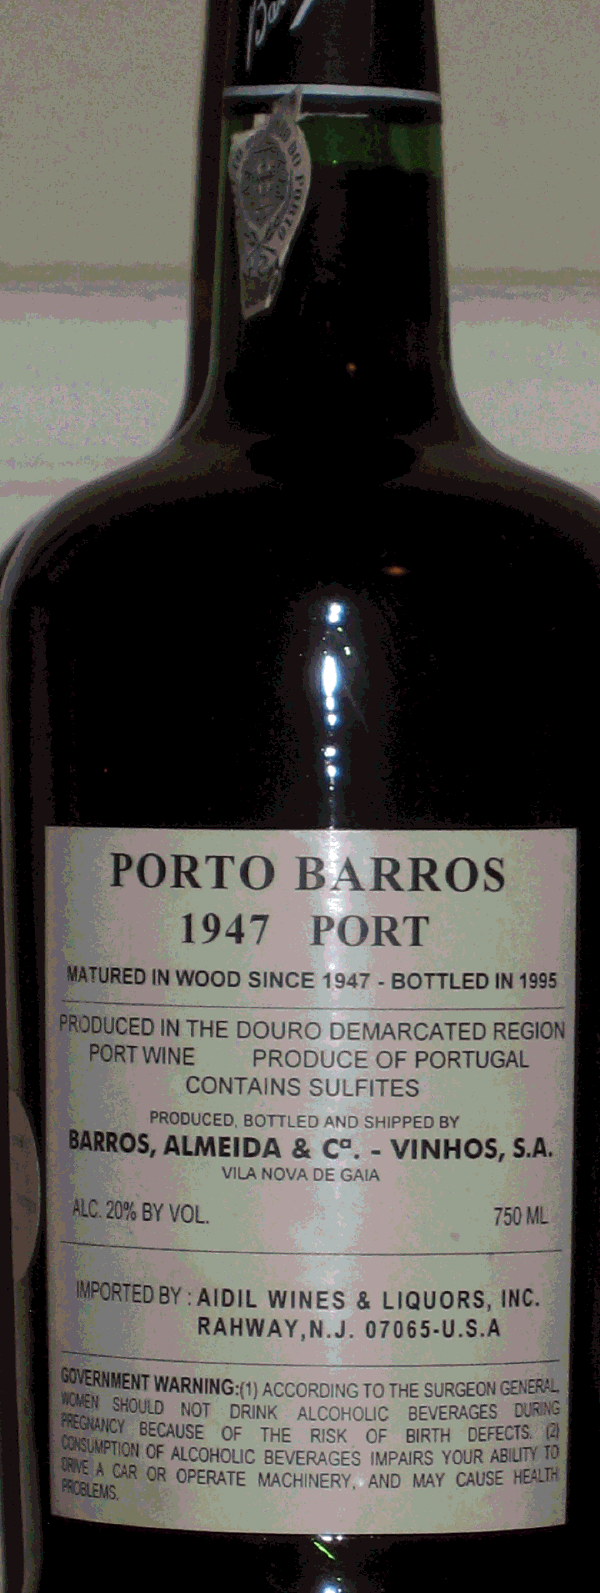 DO PORTO
PORTO BARROS
1947 PORT
MATURED IN WOOD SINCE 1947 - BOTTLED IN 1995
PRODUCED IN THE DOURO DEMARCATED REGION
PORT WINE PRODUCE OF PORTUGAL
CONTAINS SULFITES
PRODUCED, BOTTLED AND SHIPPED BY
BARROS, ALMEIDA & Cª. - VINHOS, S.A.
VILA NOVA DE GAIA
ALC. 20% BY VOL. 750 ML
IMPORTED BY : AIDIL WINES & LIQUORS, INC.
RAHWAY, N.J. 07065-U.S.A
GOVERNMENT WARNING:(1) ACCORDING TO THE SURGEON GENERAL,
WOMEN SHOULD NOT DRINK ALCOHOLIC BEVERAGES DURING
PREGNANCY BECAUSE OF THE RISK OF BIRTH DEFECTS. (2)
CONSUMPTION OF ALCOHOLIC BEVERAGES IMPAIRS YOUR ABILITY TO
DRIVE A CAR OR OPERATE MACHINERY, AND MAY CAUSE HEALTH
PROBLEMS.